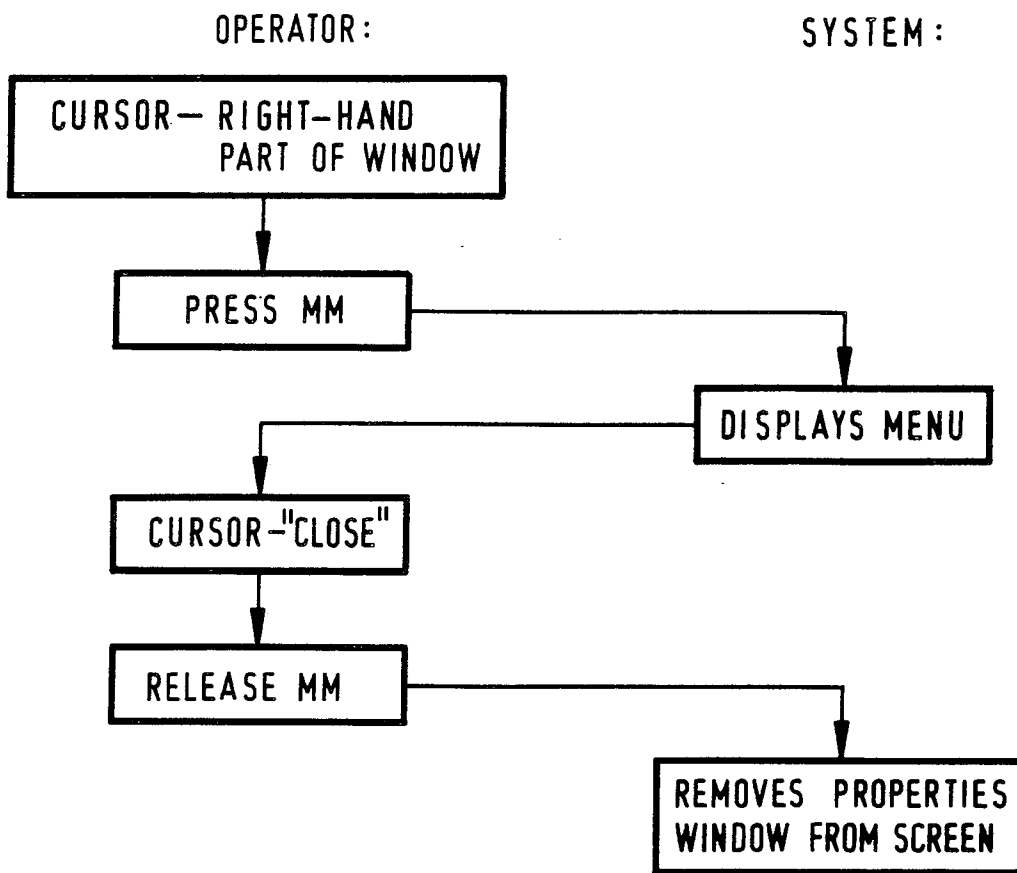 OPERATOR:
SYSTEM:
CURSOR— RIGHT-HAND
PART OF WINDOW
PRESS MM
DISPLAYS MENU
CURSOR-"CLOSE"
RELEASE MM
REMOVES PROPERTIES
WINDOW FROM SCREEN